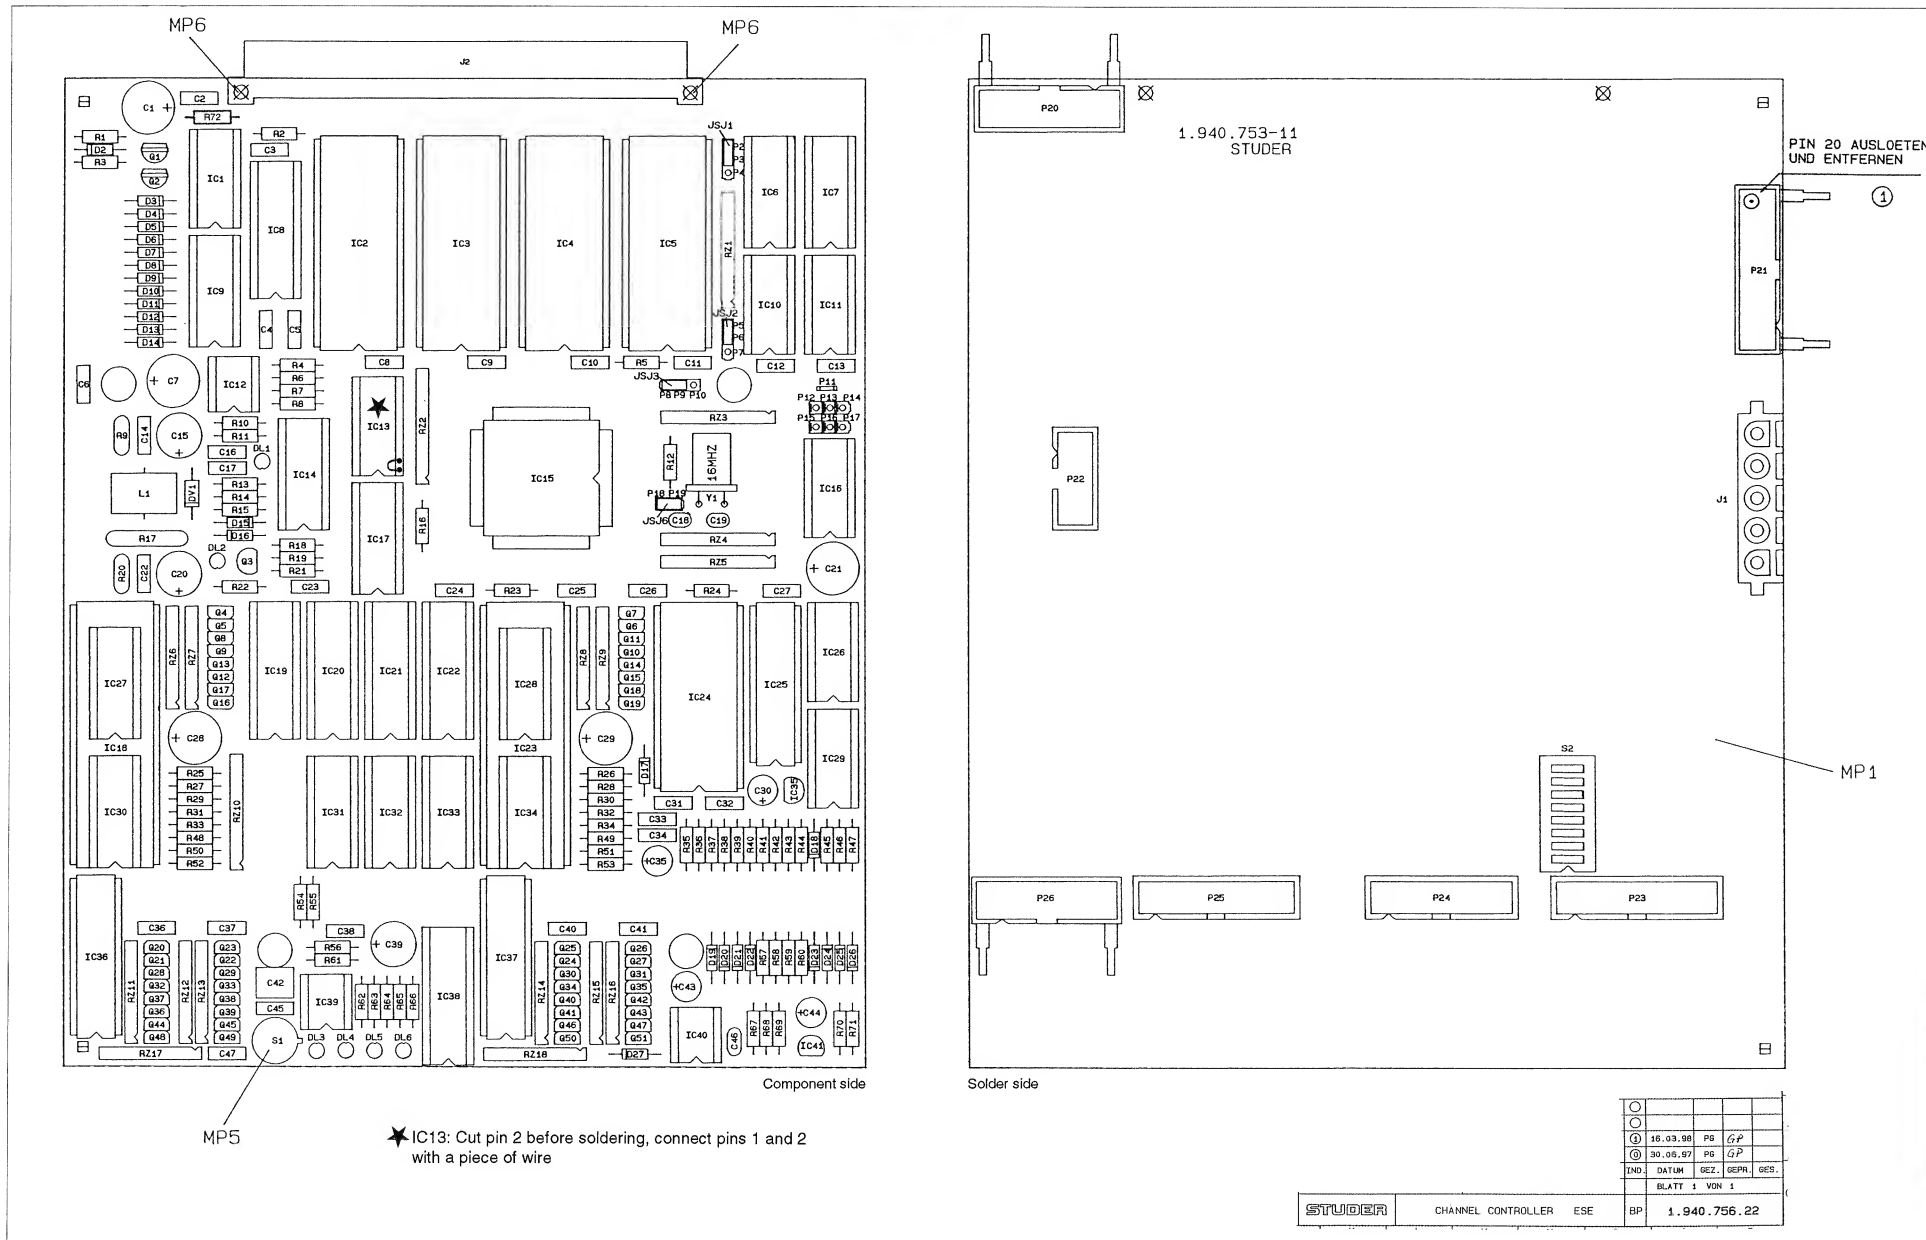 MP6
MP6
J2
C1
C2
R72
R1
D2
R3
Q1
Q2
R2
C3
IC1
IC8
IC2
IC3
IC4
IC5
JSJ1
P2
P3
P4
RZ1
IC6
IC7
D3
D4
D5
D6
D7
D8
D9
D10
D11
D12
D13
D14
IC9
C4
C5
JSJ2
P5
P6
P7
IC10
IC11
C6
C7
IC12
R4
R6
R7
R8
C8
C9
C10
R5
C11
C12
C13
JSJ3
P8 P9 P10
P11
P12 P13 P14
P15 P16 P17
IC13
RZ2
RZ3
R9
C14
C15
R10
R11
C16
C17
DL1
IC14
IC15
R12
16MHZ
Y1
P18 P19
JSJ6
C18
C19
IC16
L1
DV1
R13
R14
R15
D15
D16
R16
IC17
R17
DL2
Q3
R18
R19
R21
RZ4
RZ5
C21
R20
C22
C20
R22
C23
C24
R23
C25
C26
R24
C27
IC27
IC18
RZ6
RZ7
Q4
Q5
Q8
Q9
Q13
Q12
Q17
Q16
IC19
IC20
IC21
IC22
IC28
IC23
RZ8
RZ9
Q7
Q6
Q11
Q10
Q14
Q15
Q18
Q19
IC24
IC25
IC26
C28
C29
D17
IC29
IC30
R25
R27
R29
R31
R33
R48
R50
R52
RZ10
IC31
IC32
IC33
IC34
R26
R28
R30
R32
R34
R49
R51
R53
C31
C32
C30
IC35
C33
C34
C35
R35
R36
R37
R38
R39
R40
R41
R42
R43
R44
D18
R45
R46
R47
IC36
C36
C37
R54
R55
C38
R56
R61
C39
IC37
C40
C41
RZ11
Q20
Q21
Q28
Q32
Q37
Q36
Q44
Q48
RZ12
RZ13
Q23
Q22
Q29
Q33
Q38
Q39
Q45
Q49
C42
C45
IC39
R62
R63
R64
R65
R66
IC38
RZ14
Q25
Q24
Q30
Q34
Q40
Q41
Q46
Q50
RZ15
RZ16
Q26
Q27
Q31
Q35
Q42
Q43
Q47
Q51
D19
D20
D21
D22
R57
R58
R59
R60
D23
D24
D25
D26
C43
C44
IC40
C46
R67
R68
R69
IC41
R70
R71
RZ17
C47
S1
DL3
DL4
DL5
DL6
RZ18
D27
Component side
MP5
★ IC13: Cut pin 2 before soldering, connect pins 1 and 2
with a piece of wire
P20
1.940.753-11
STUDER
PIN 20 AUSLOETEN
UND ENTFERNEN
1
P21
P22
J1
S2
MP1
P26
P25
P24
P23
Solder side
1 16.03.98 PG GP
0 30.06.97 PG GP
IND. DATUM GEZ. GEPR. GES.
BLATT 1 VON 1
STUDER CHANNEL CONTROLLER ESE BP 1.940.756.22